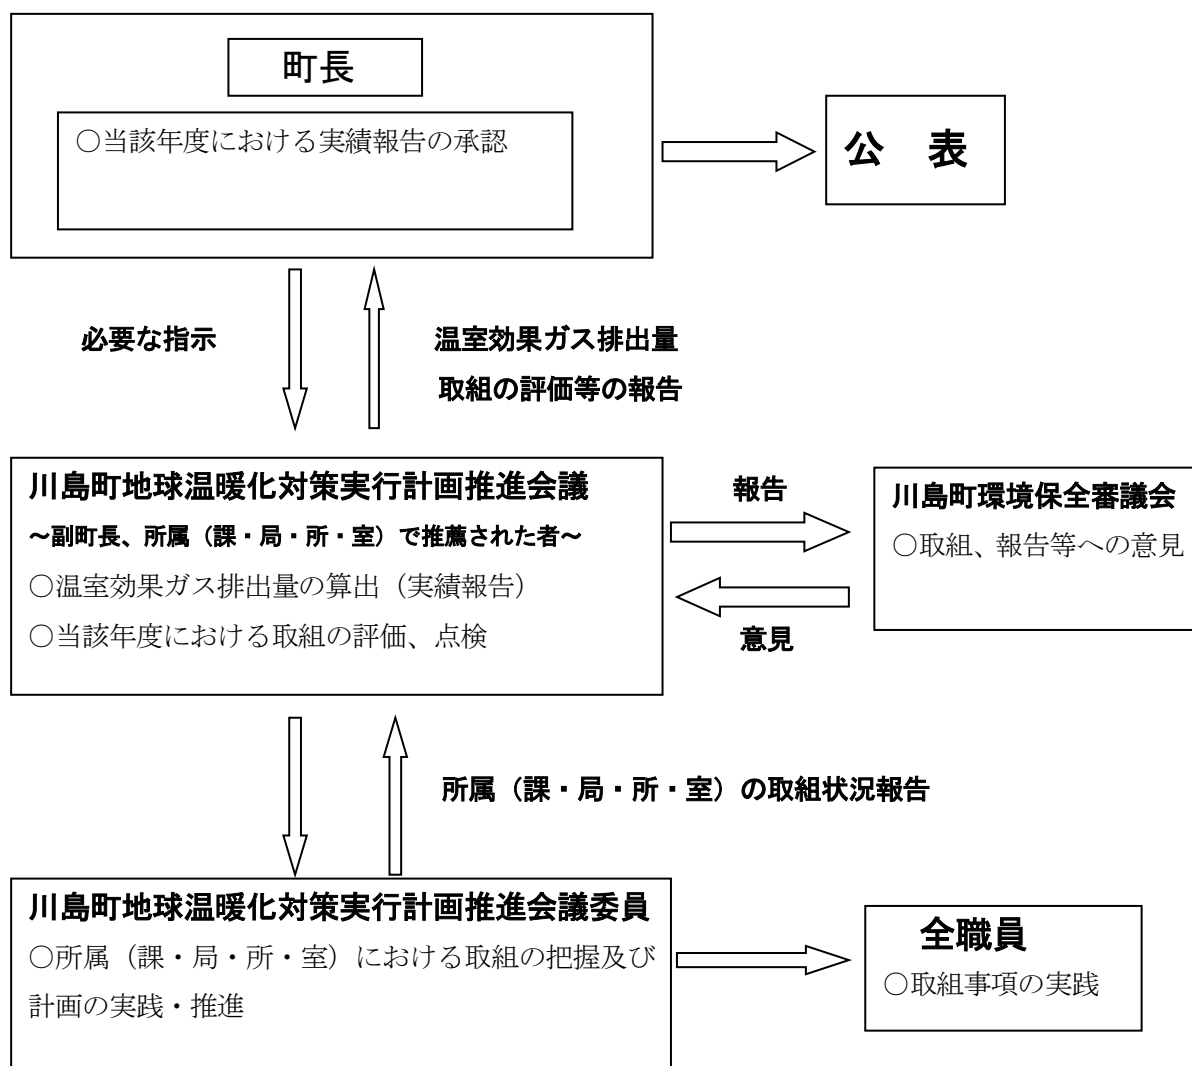 町長
○当該年度における実績報告の承認
公　表
必要な指示
温室効果ガス排出量
取組の評価等の報告
川島町地球温暖化対策実行計画推進会議
～副町長、所属（課・局・所・室）で推薦された者～
○温室効果ガス排出量の算出（実績報告）
○当該年度における取組の評価、点検
報告
意見
川島町環境保全審議会
○取組、報告等への意見
所属（課・局・所・室）の取組状況報告
川島町地球温暖化対策実行計画推進会議委員
○所属（課・局・所・室）における取組の把握及び
計画の実践・推進
全職員
○取組事項の実践